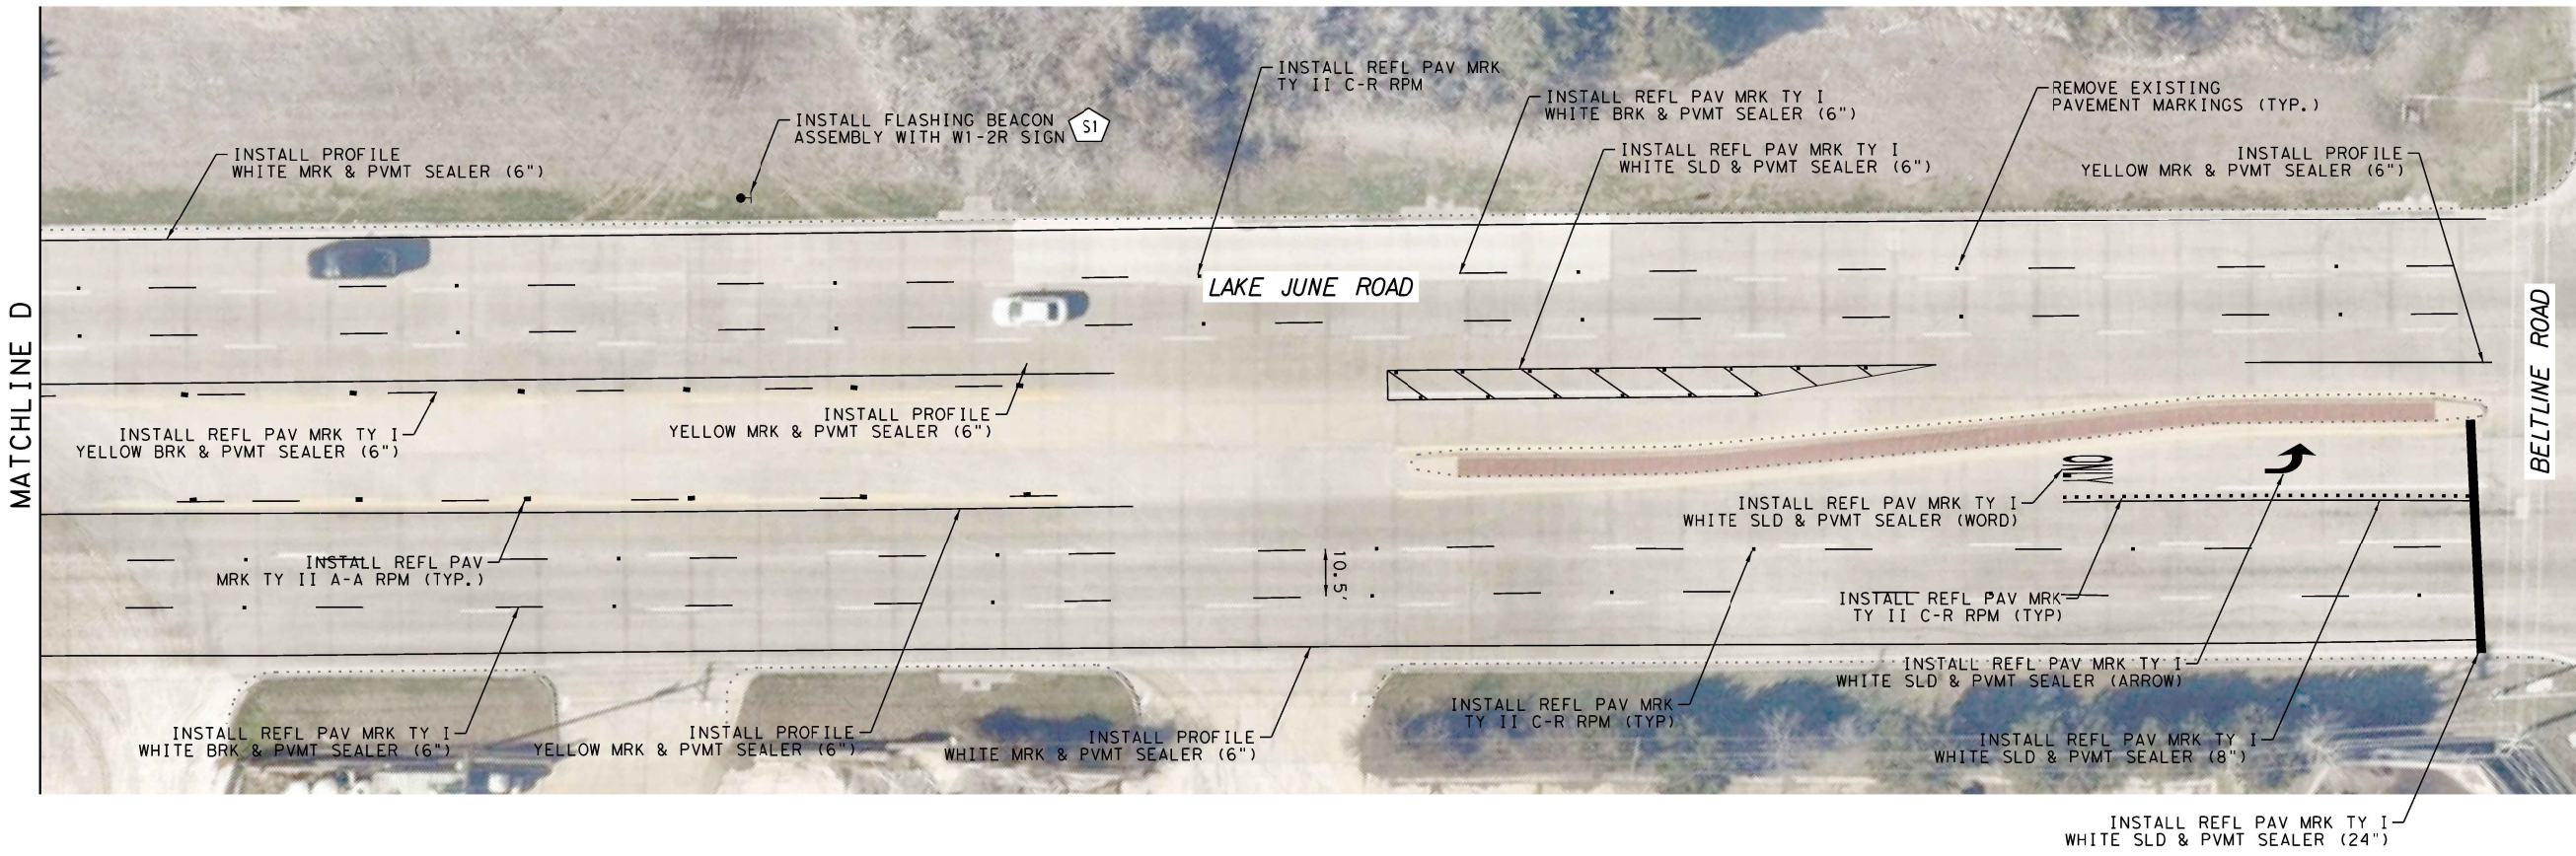 INSTALL REFL PAV MRK
TY II C-R RPM
INSTALL REFL PAV MRK TY I
WHITE BRK & PVMT SEALER (6")
REMOVE EXISTING
PAVEMENT MARKINGS (TYP.)
INSTALL FLASHING BEACON
ASSEMBLY WITH W1-2R SIGN
S1
INSTALL PROFILE
WHITE MRK & PVMT SEALER (6")
INSTALL REFL PAV MRK TY I
WHITE SLD & PVMT SEALER (6")
INSTALL PROFILE
YELLOW MRK & PVMT SEALER (6")
LAKE JUNE ROAD
MATCHLINE D
BELTLINE ROAD
INSTALL PROFILE
YELLOW MRK & PVMT SEALER (6")
INSTALL REFL PAV MRK TY I
YELLOW BRK & PVMT SEALER (6")
INSTALL REFL PAV MRK TY I
WHITE SLD & PVMT SEALER (WORD)
INSTALL REFL PAV
MRK TY II A-A RPM (TYP.)
10.5'
INSTALL REFL PAV MRK
TY II C-R RPM (TYP)
INSTALL REFL PAV MRK TY I
WHITE SLD & PVMT SEALER (ARROW)
INSTALL REFL PAV MRK
TY II C-R RPM (TYP)
INSTALL REFL PAV MRK TY I
WHITE BRK & PVMT SEALER (6")
INSTALL PROFILE
YELLOW MRK & PVMT SEALER (6")
INSTALL PROFILE
WHITE MRK & PVMT SEALER (6")
INSTALL REFL PAV MRK TY I
WHITE SLD & PVMT SEALER (8")
INSTALL REFL PAV MRK TY I
WHITE SLD & PVMT SEALER (24")